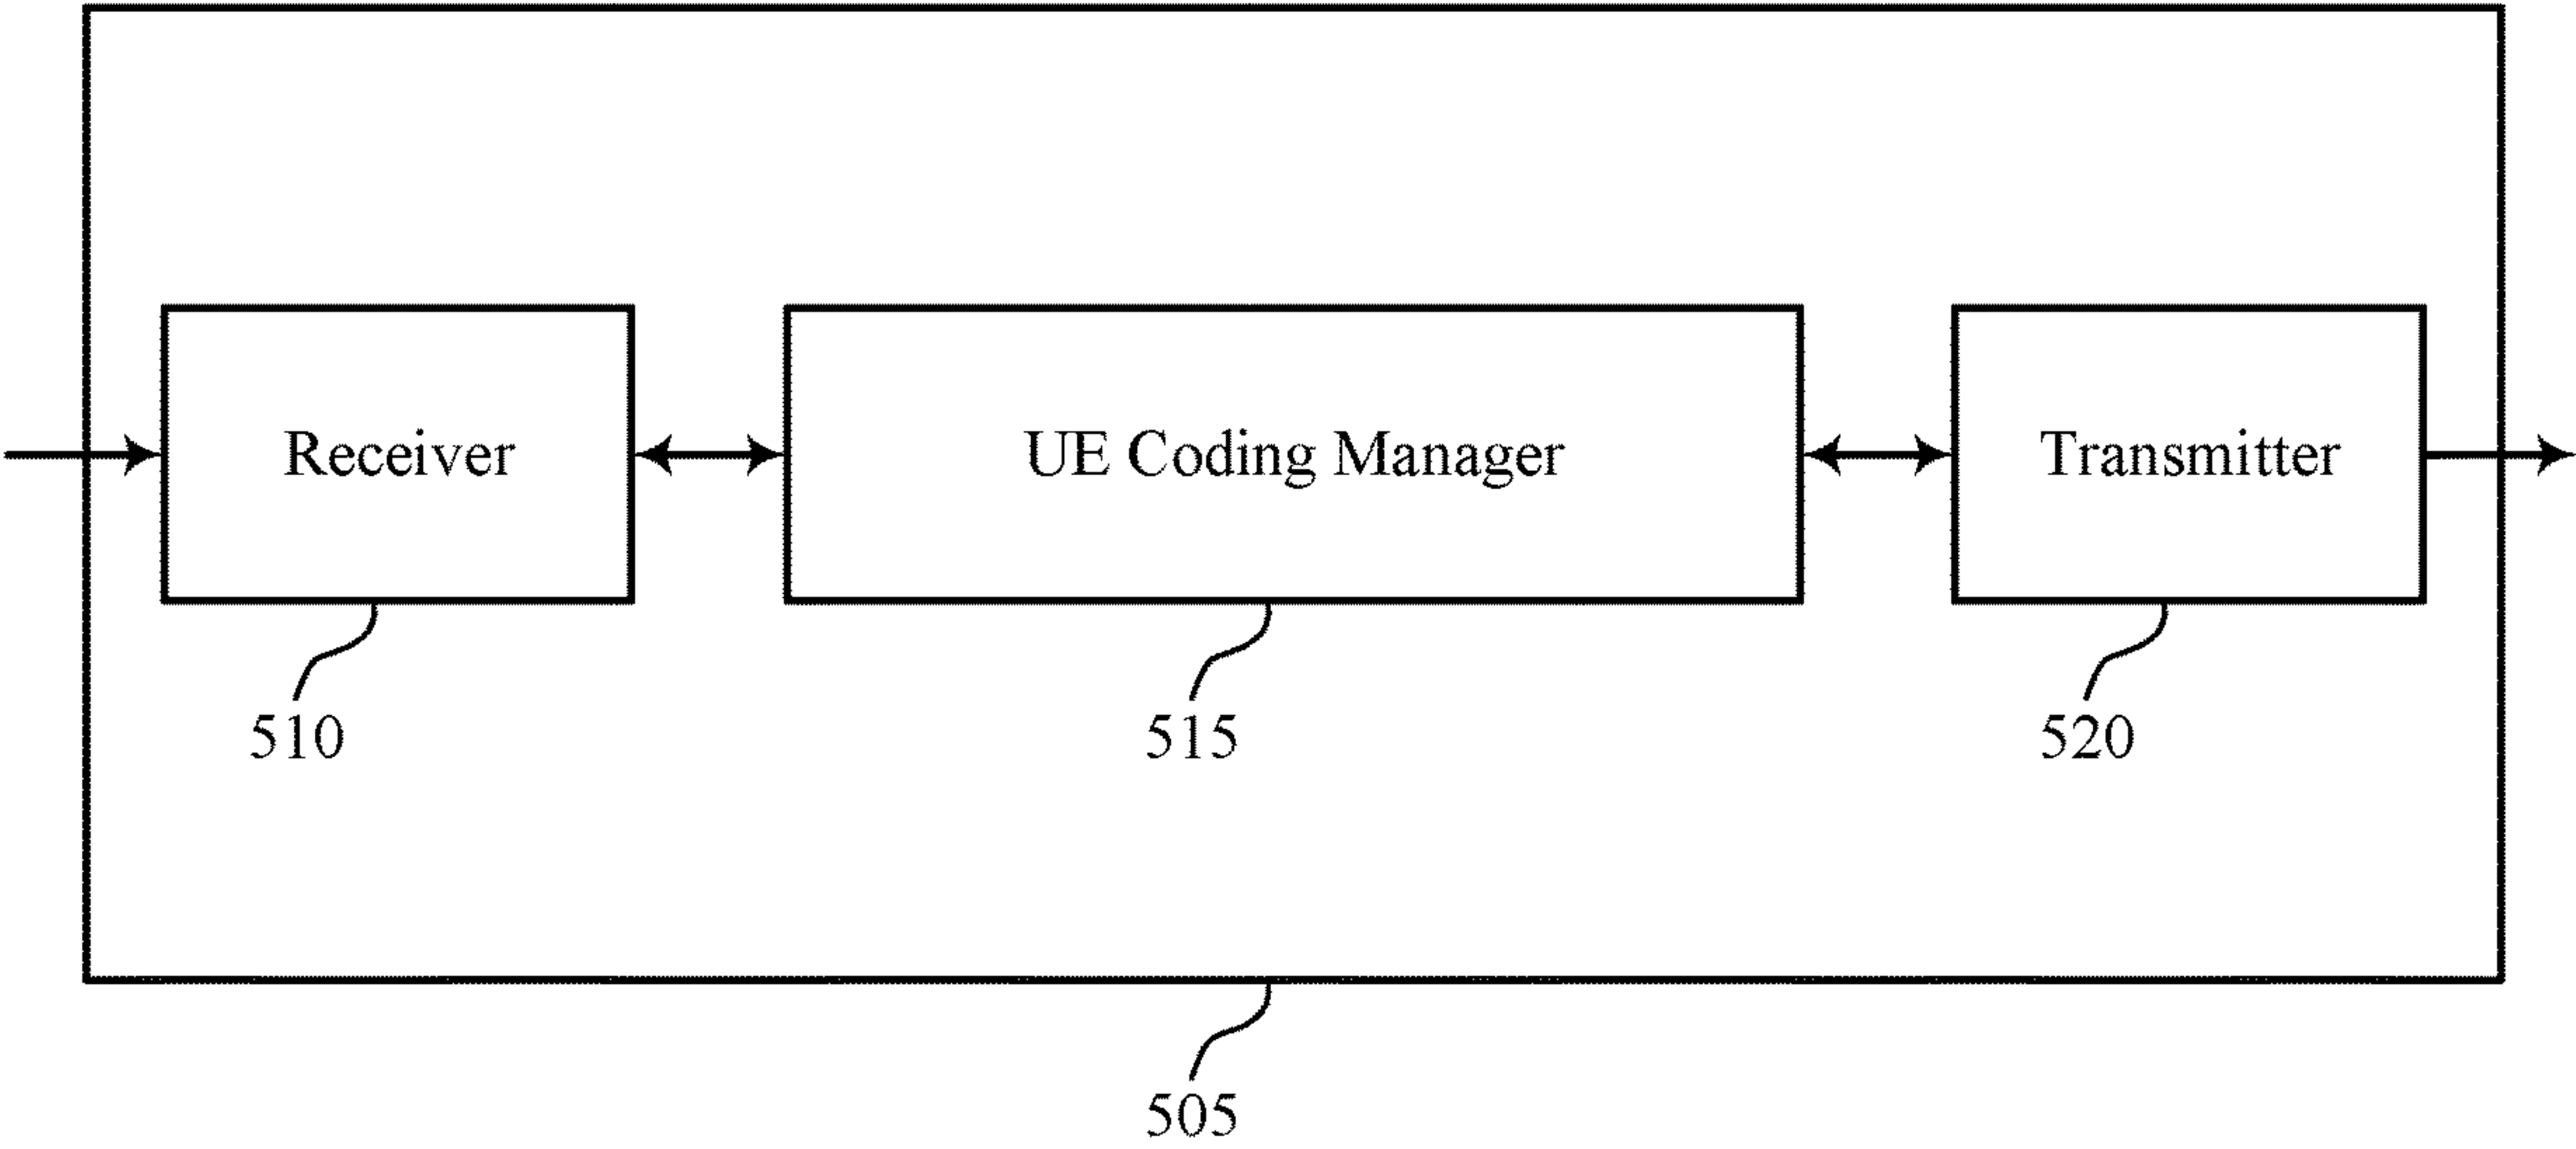 Receiver
UE Coding Manager
Transmitter
510
515
520
505